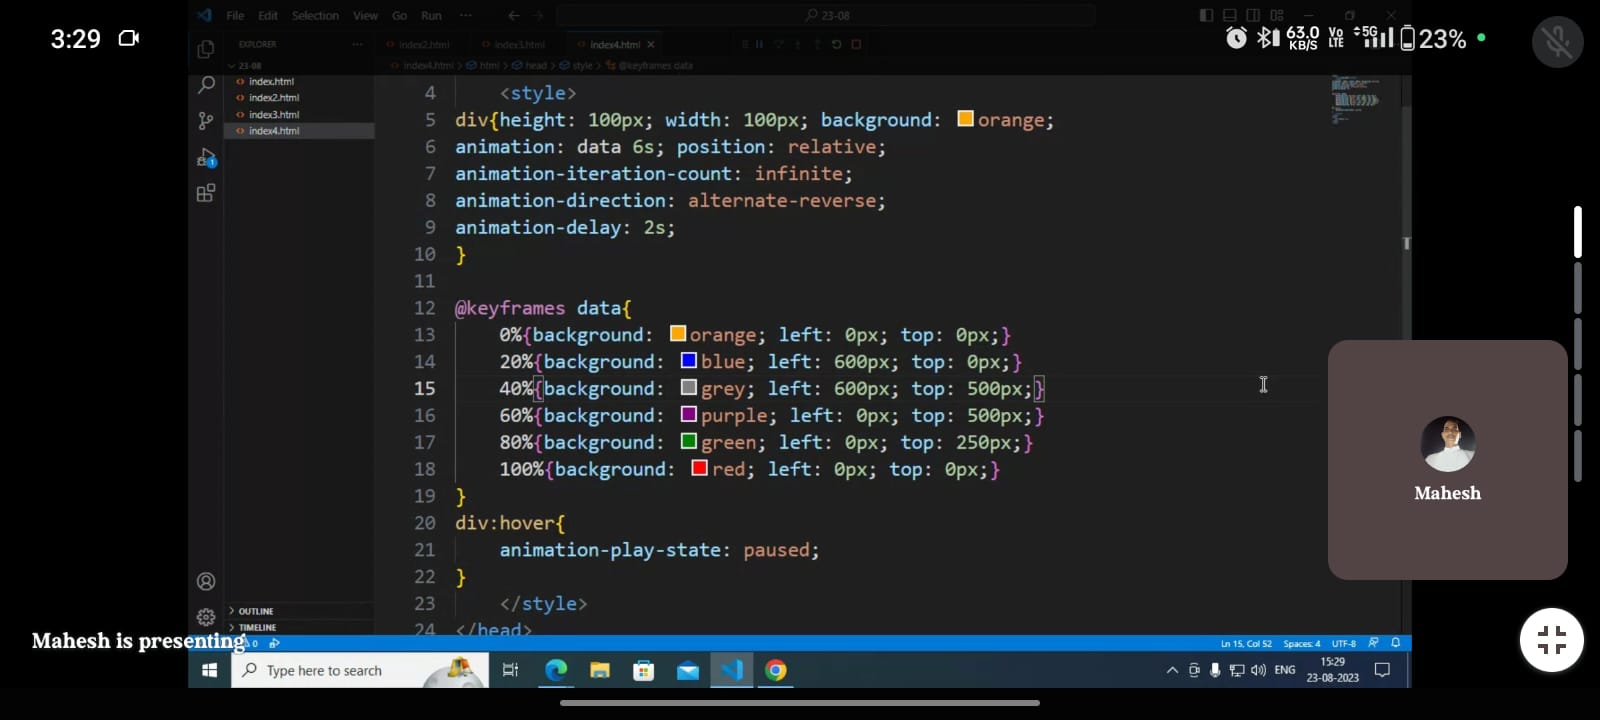 3:29
63.0 KB/S
Vo LTE
5G
23%
File Edit Selection View Go Run ...
23-08
EXPLORER ...
index2.html index3.html index4.html
23-08
index4.html > html > head > style > @keyframes data
index.html
index2.html
index3.html
index4.html
4 <style>
5 div{height: 100px; width: 100px; background: orange;
6 animation: data 6s; position: relative;
7 animation-iteration-count: infinite;
8 animation-direction: alternate-reverse;
9 animation-delay: 2s;
10 }
11
12 @keyframes data{
13 0%{background: orange; left: 0px; top: 0px;}
14 20%{background: blue; left: 600px; top: 0px;}
15 40%{background: grey; left: 600px; top: 500px;}
16 60%{background: purple; left: 0px; top: 500px;}
17 80%{background: green; left: 0px; top: 250px;}
18 100%{background: red; left: 0px; top: 0px;}
19 }
20 div:hover{
21 animation-play-state: paused;
22 }
23 </style>
24 </head>
1
Mahesh
OUTLINE
TIMELINE
Mahesh is presenting
0
Ln 15, Col 52 Spaces: 4 UTF-8
Type here to search
ENG
15:29
23-08-2023